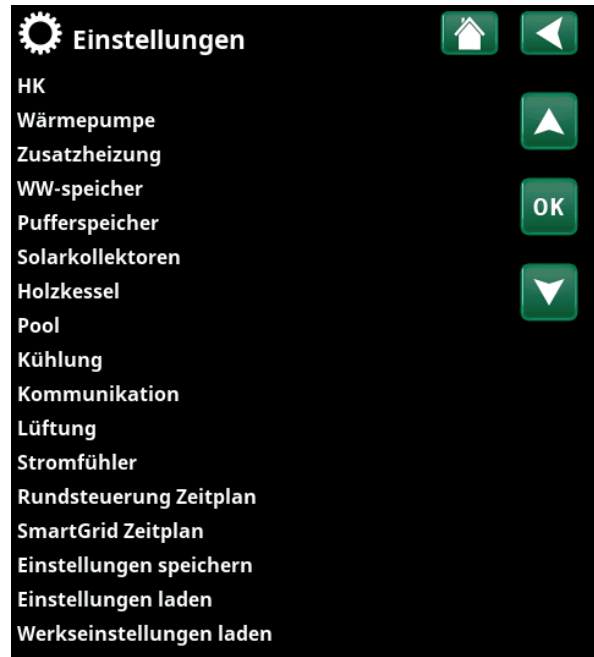 Einstellungen
HK
Wärmepumpe
Zusatzheizung
WW-speicher
OK
Pufferspeicher
Solarkollektoren
Holzkessel
Pool
Kühlung
Kommunikation
Lüftung
Stromfühler
Rundsteuerung Zeitplan
SmartGrid Zeitplan
Einstellungen speichern
Einstellungen laden
Werkseinstellungen laden